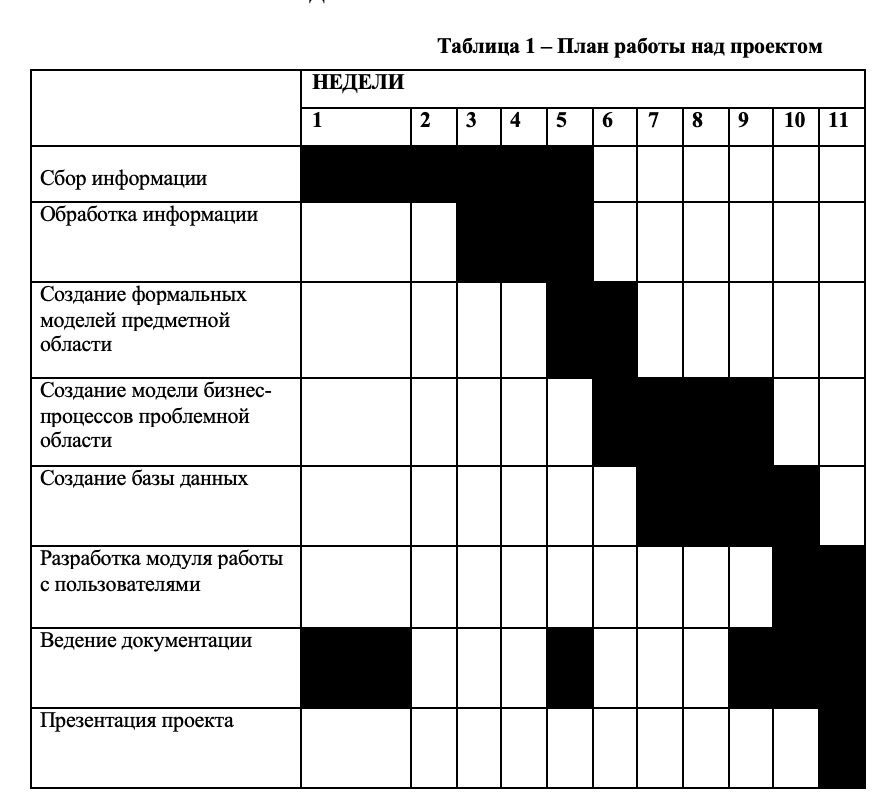 Таблица 1 – План работы над проектом
НЕДЕЛИ
1 2 3 4 5 6 7 8 9 10 11
Сбор информации
Обработка информации
Создание формальных
моделей предметной
области
Создание модели бизнес-
процессов проблемной
области
Создание базы данных
Разработка модуля работы
с пользователями
Ведение документации
Презентация проекта